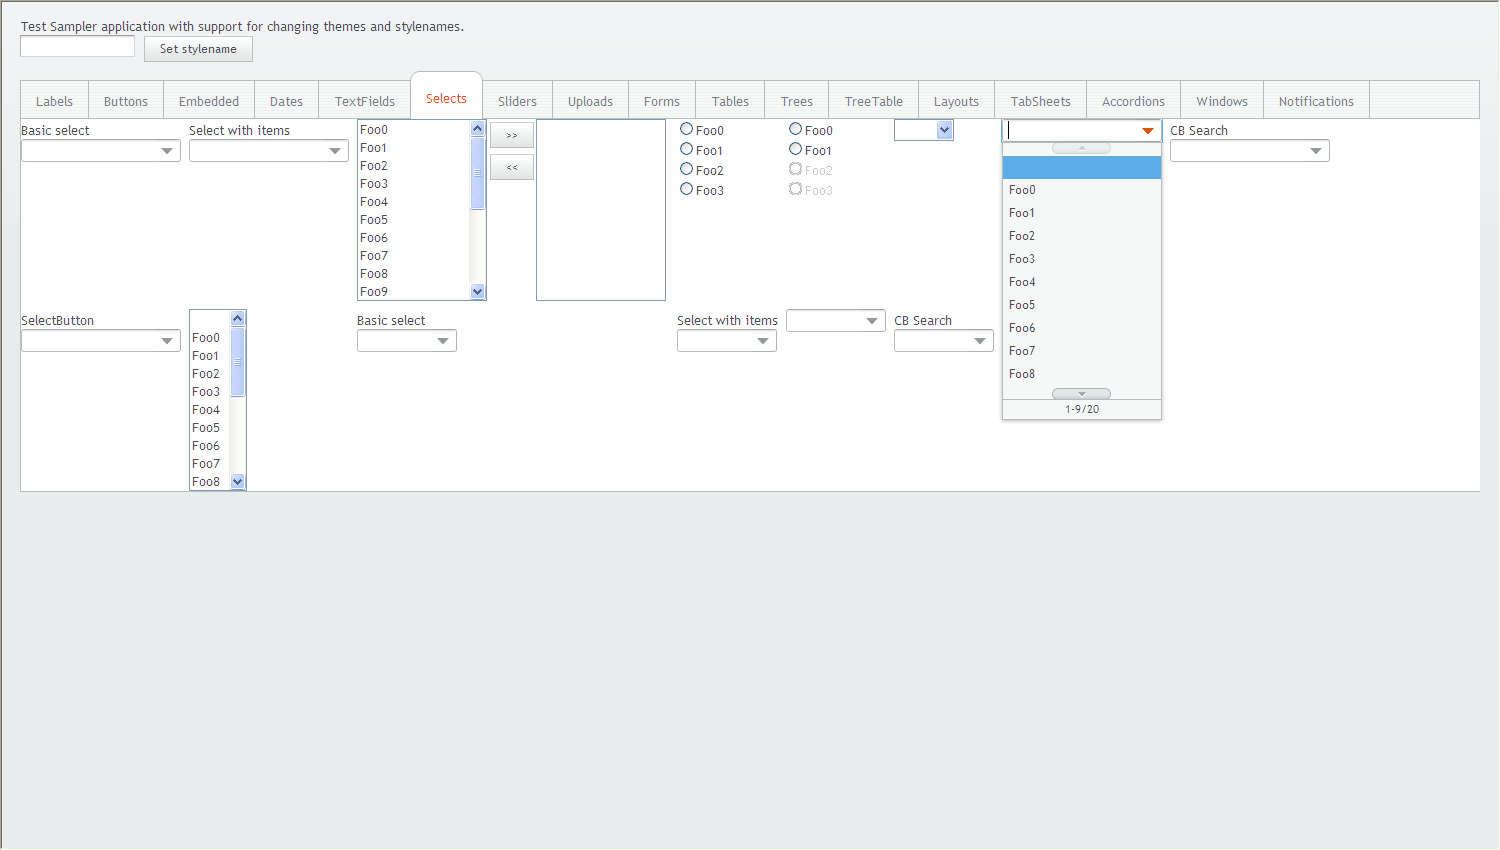 Test Sampler application with support for changing themes and stylenames.
Set stylename
Labels
Buttons
Embedded
Dates
TextFields
Selects
Sliders
Uploads
Forms
Tables
Trees
TreeTable
Layouts
TabSheets
Accordions
Windows
Notifications
Basic select
Select with items
Foo0
Foo1
Foo2
Foo3
Foo4
Foo5
Foo6
Foo7
Foo8
Foo9
>>
<<
Foo0
Foo1
Foo2
Foo3
Foo0
Foo1
Foo2
Foo3
Foo0
Foo1
Foo2
Foo3
Foo4
Foo5
Foo6
Foo7
Foo8
1-9/20
CB Search
SelectButton
Foo0
Foo1
Foo2
Foo3
Foo4
Foo5
Foo6
Foo7
Foo8
Basic select
Select with items
CB Search